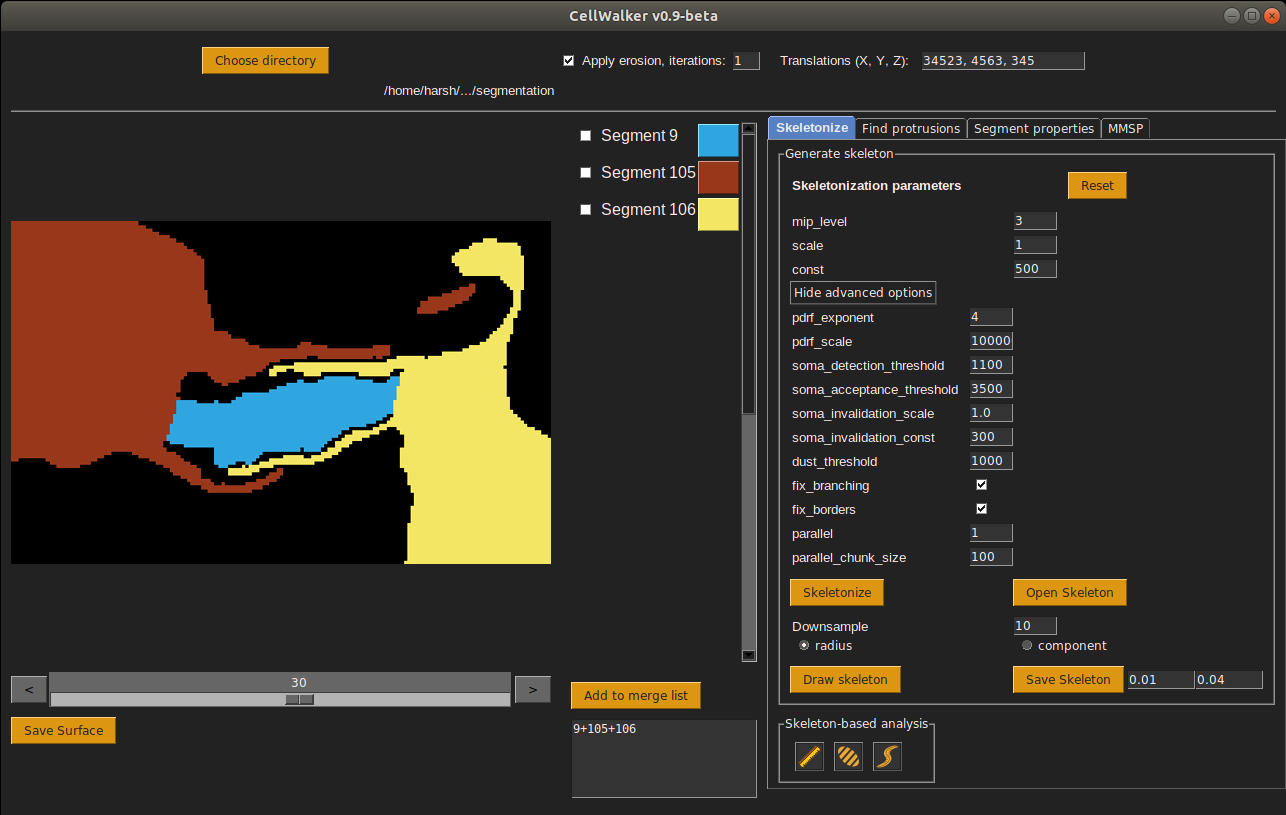 CellWalker v0.9-beta
Choose directory
Apply erosion, iterations: 1 Translations (X, Y, Z): 34523, 4563, 345
/home/harsh/.../segmentation
Segment 9
Segment 105
Segment 106
Skeletonize Find protrusions Segment properties MMSP
Generate skeleton
Skeletonization parameters Reset
mip_level 3
scale 1
const 500
Hide advanced options
pdrf_exponent 4
pdrf_scale 10000
soma_detection_threshold 1100
soma_acceptance_threshold 3500
soma_invalidation_scale 1.0
soma_invalidation_const 300
dust_threshold 1000
fix_branching
fix_borders
parallel 1
parallel_chunk_size 100
Skeletonize Open Skeleton
Downsample 10
radius component
Draw skeleton Save Skeleton 0.01 0.04
Skeleton-based analysis
< 30 >
Save Surface
Add to merge list
9+105+106